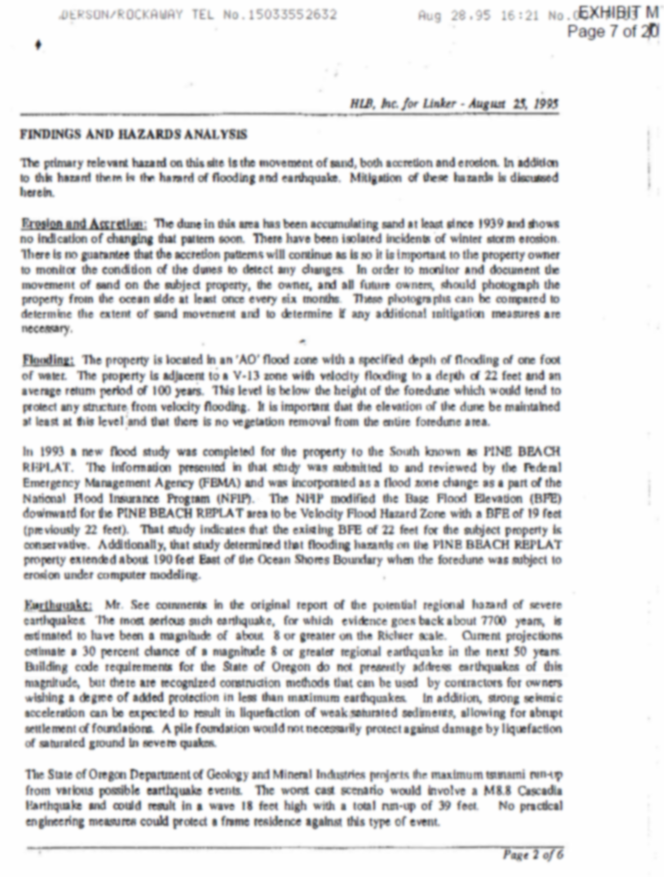 DERSON/ROCKAWAY TEL No.15033552632 Aug 28.95 16:21 No.
EXHIBIT M
Page 7 of 20
HLB, Inc. for Linker - August 25, 1995
FINDINGS AND HAZARDS ANALYSIS
The primary relevant hazard on this site is the movement of sand, both accretion and erosion. In addition
to this hazard them is the hazard of flooding and earthquake. Mitigation of these hazards is discussed
herein.
Erosion and Accretion: The dune in this area has been accumulating sand at least since 1939 and shows
no indication of changing that pattern soon. There have been isolated incidents of winter storm erosion.
There is no guarantee that the accretion patterns will continue as is so it is important to the property owner
to monitor the condition of the dunes to detect any changes. In order to monitor and document the
movement of sand on the subject property, the owner, and all future owners, should photograph the
property from the ocean side at least once every six months. These photographs can be compared to
determine the extent of sand movement and to determine if any additional mitigation measures are
necessary.
Flooding: The property is located in an 'AO' flood zone with a specified depth of flooding of one foot
of water. The property is adjacent to a V-13 zone with velocity flooding to a depth of 22 feet and an
average return period of 100 years. This level is below the height of the foredune which would tend to
protect any structure from velocity flooding. It is important that the elevation of the dune be maintained
at least at this level and that there is no vegetation removal from the entire foredune area.
In 1993 a new flood study was completed for the property to the South known as PINE BEACH
REPLAT. The information presented in that study was submitted to and reviewed by the Federal
Emergency Management Agency (FEMA) and was incorporated as a flood zone change as a part of the
National Flood Insurance Program (NFIP). The NFIP modified the Base Flood Elevation (BFE)
downward for the PINE BEACH REPLAT area to be Velocity Flood Hazard Zone with a BFE of 19 feet
(previously 22 feet). That study indicates that the existing BFE of 22 feet for the subject property is
conservative. Additionally, that study determined that flooding hazards on the PINE BEACH REPLAT
property extended about 190 feet East of the Ocean Shores Boundary when the foredune was subject to
erosion under computer modeling.
Earthquake: Mr. See comments in the original report of the potential regional hazard of severe
earthquakes. The most serious such earthquake, for which evidence goes back about 7700 years, is
estimated to have been a magnitude of about 8 or greater on the Richter scale. Current projections
estimate a 30 percent chance of a magnitude 8 or greater regional earthquake in the next 50 years.
Building code requirements for the State of Oregon do not presently address earthquakes of this
magnitude, but there are recognized construction methods that can be used by contractors for owners
wishing a degree of added protection in less than maximum earthquakes. In addition, strong seismic
acceleration can be expected to result in liquefaction of weak saturated sediments, allowing for abrupt
settlement of foundations. A pile foundation would not necessarily protect against damage by liquefaction
of saturated ground in severe quakes.
The State of Oregon Department of Geology and Mineral Industries projects the maximum tsunami run-up
from various possible earthquake events. The worst cast scenario would involve a M8.8 Cascadia
Earthquake and could result in a wave 18 feet high with a total run-up of 39 feet. No practical
engineering measures could protect a frame residence against this type of event.
Page 2 of 6